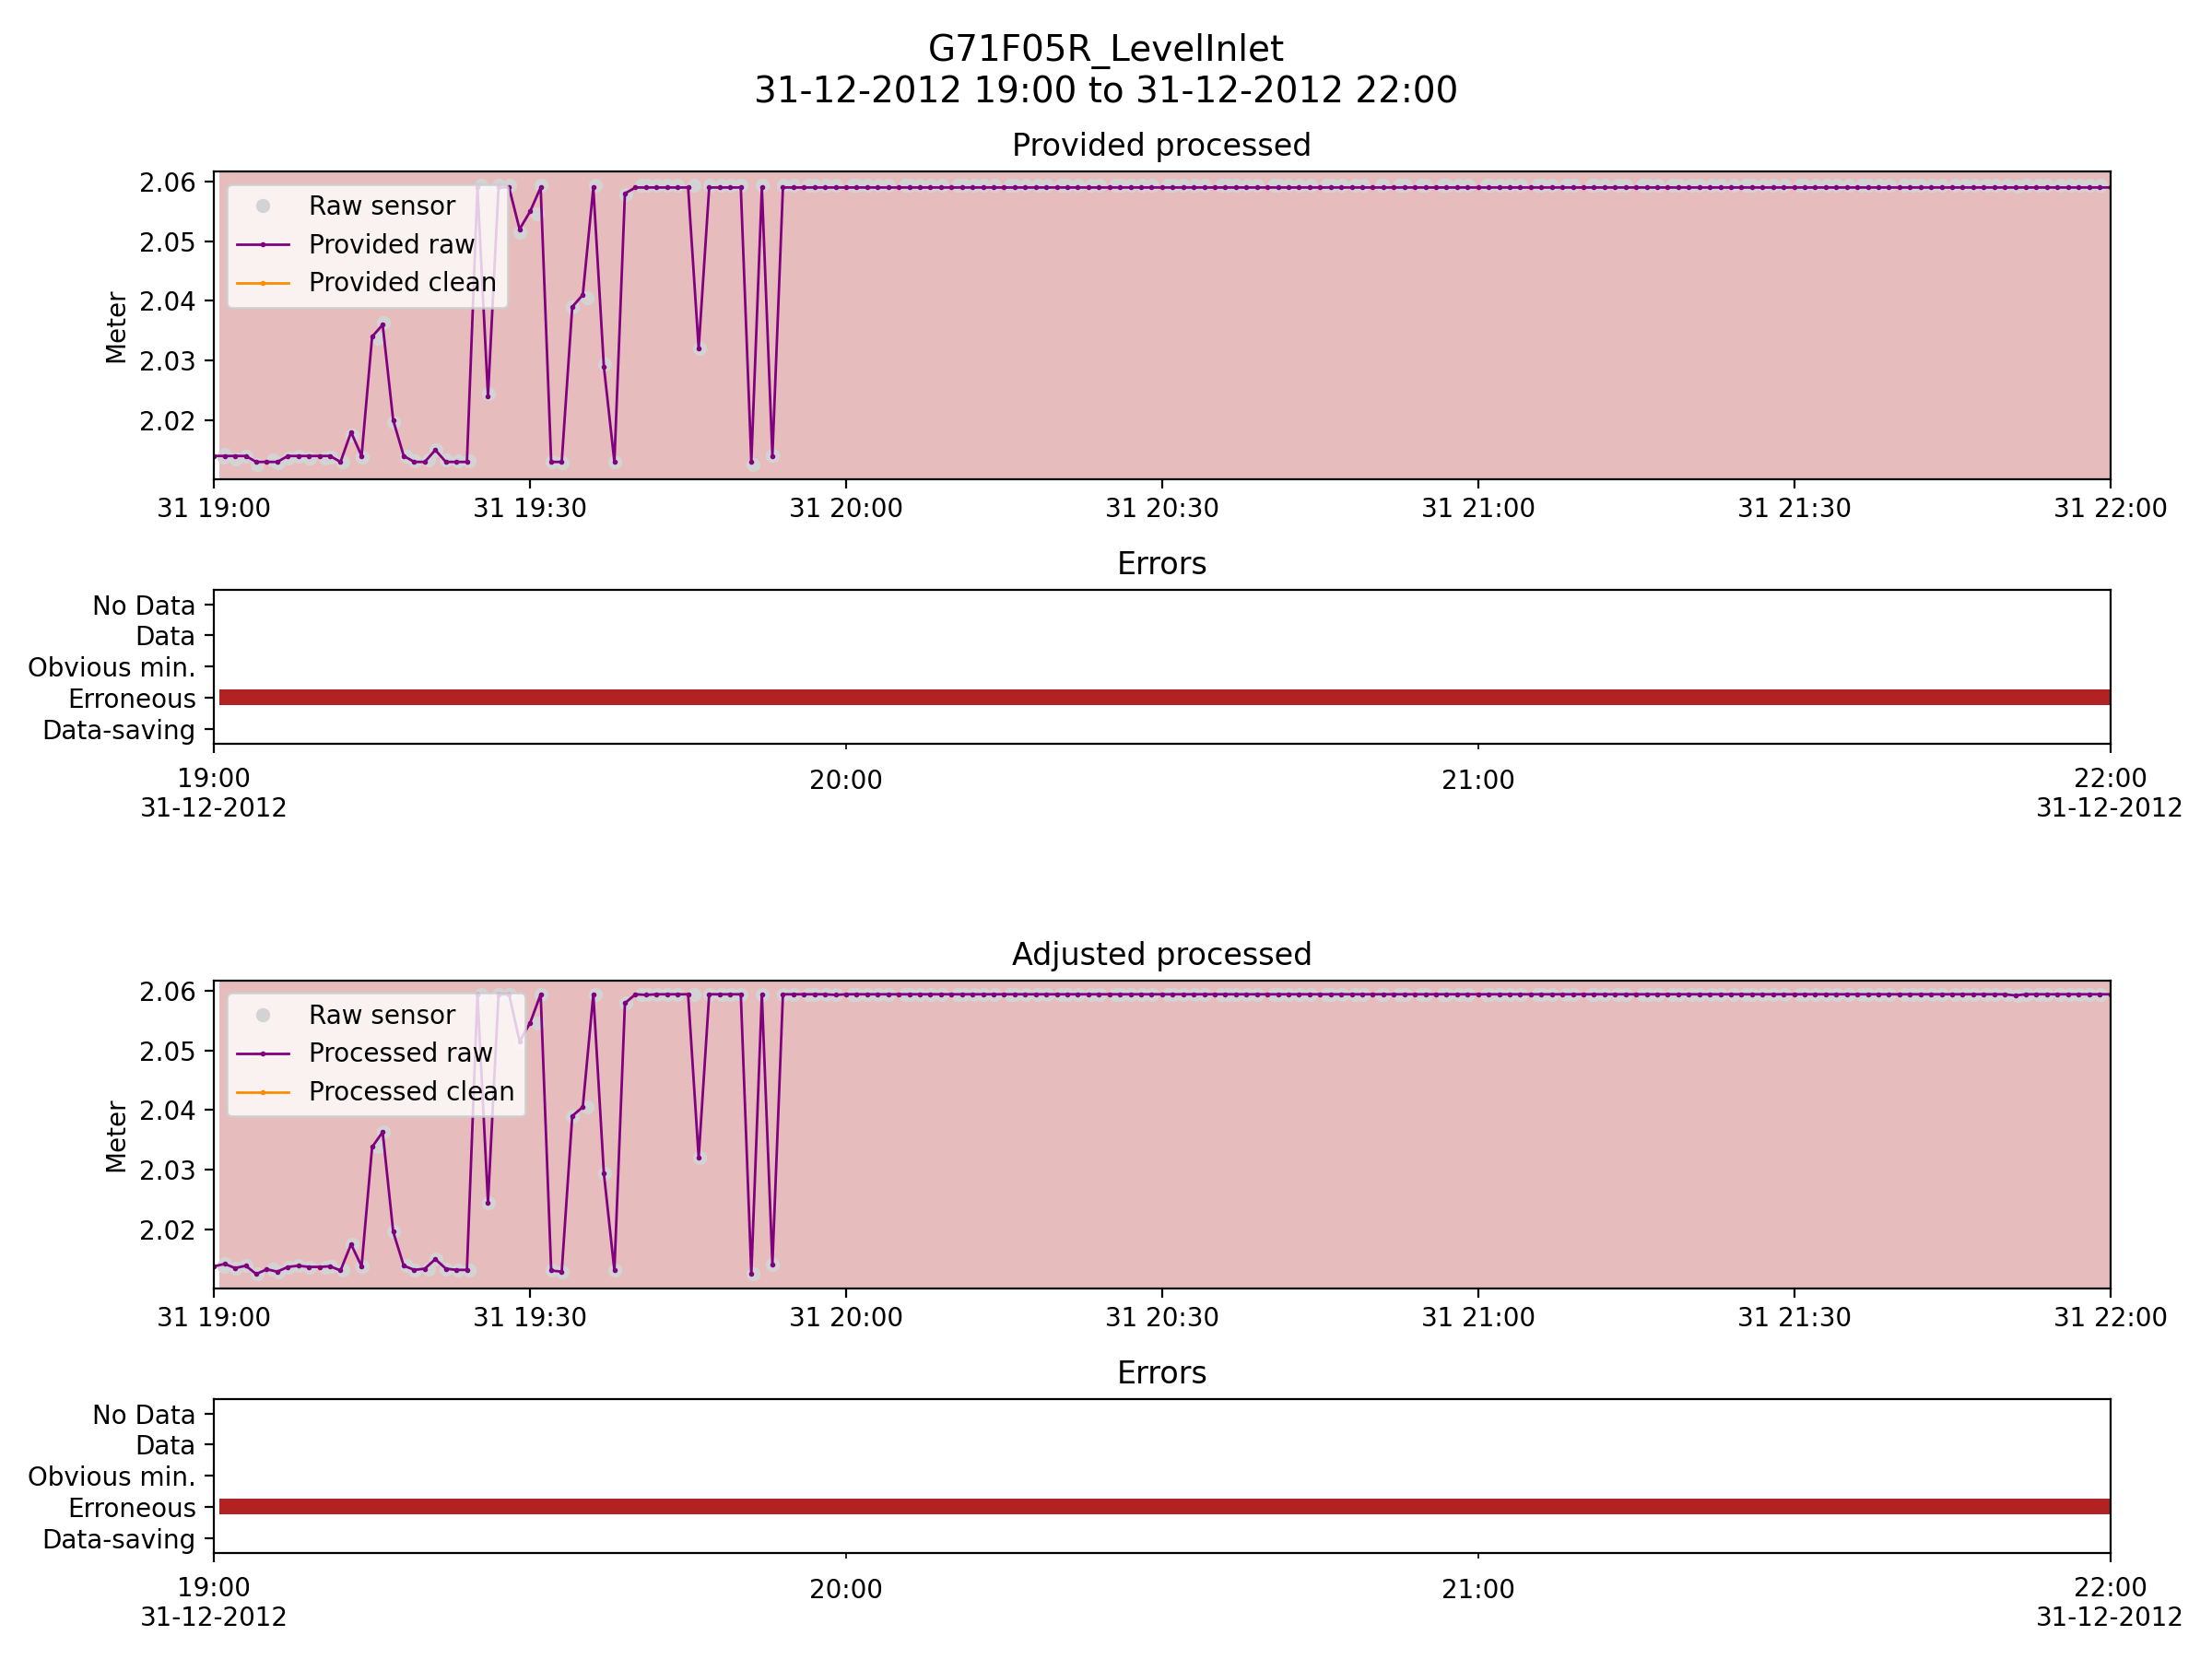 G71F05R_LevelInlet
31-12-2012 19:00 to 31-12-2012 22:00
Provided processed
2.06
2.05
2.04
2.03
2.02
Meter
Raw sensor
Provided raw
Provided clean
31 19:00 31 19:30 31 20:00 31 20:30 31 21:00 31 21:30 31 22:00
Errors
No Data
Data
Obvious min.
Erroneous
Data-saving
19:00 20:00 21:00 22:00
31-12-2012 31-12-2012
Adjusted processed
2.06
2.05
2.04
2.03
2.02
Meter
Raw sensor
Processed raw
Processed clean
31 19:00 31 19:30 31 20:00 31 20:30 31 21:00 31 21:30 31 22:00
Errors
No Data
Data
Obvious min.
Erroneous
Data-saving
19:00 20:00 21:00 22:00
31-12-2012 31-12-2012